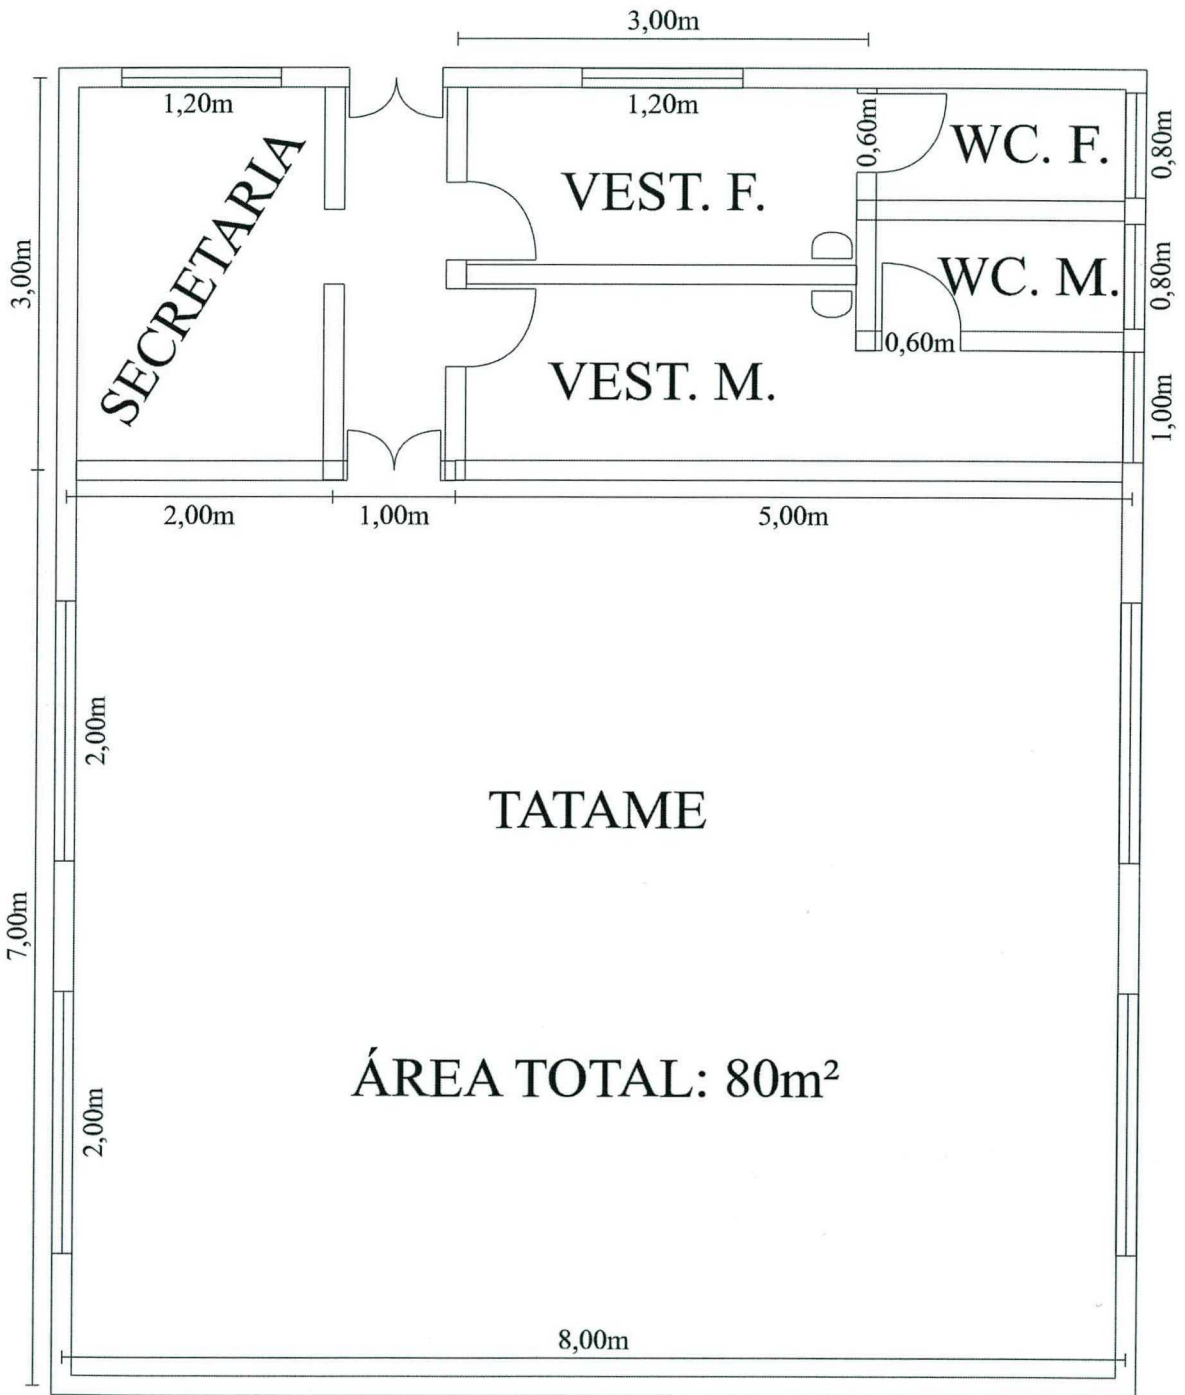 3,00m
1,20m
1,20m
0,60m
WC. F.
0,80m
SECRETARIA
VEST. F.
3,00m
WC. M.
0,80m
0,60m
VEST. M.
1,00m
2,00m
1,00m
5,00m
2,00m
TATAME
7,00m
ÁREA TOTAL: 80m²
2,00m
8,00m